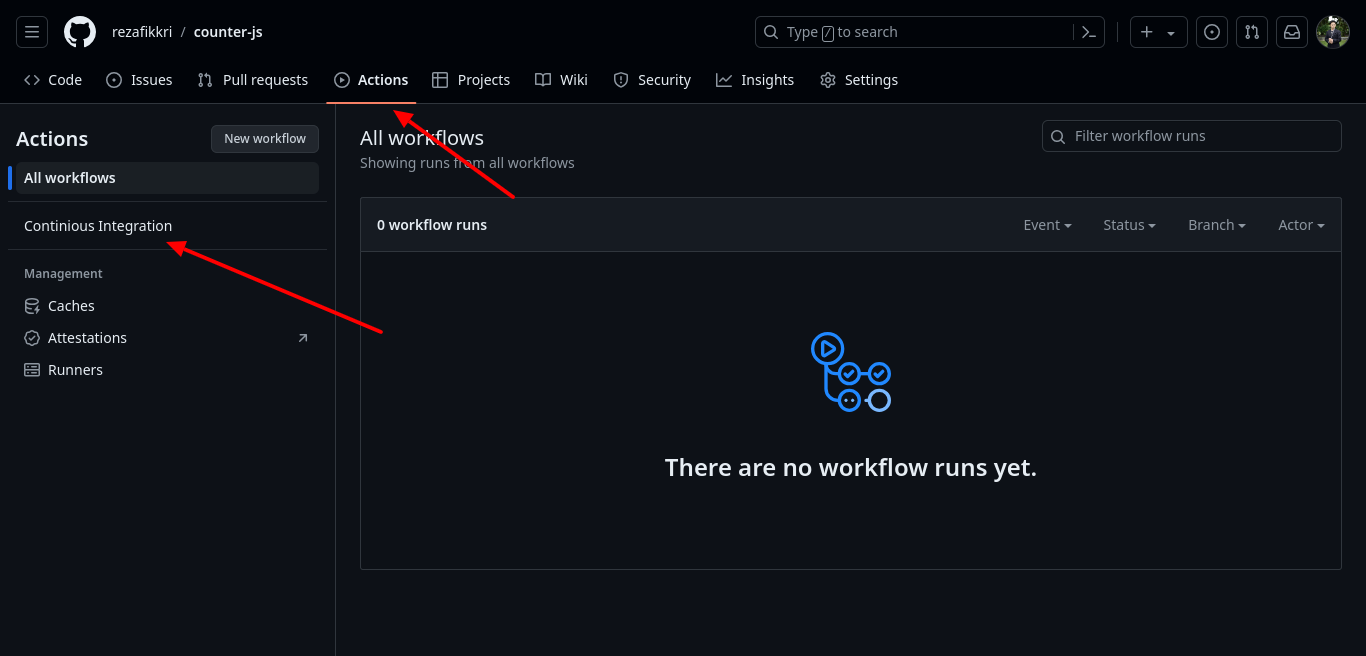 rezafikkri / counter-js
Type / to search
Code
Issues
Pull requests
Actions
Projects
Wiki
Security
Insights
Settings
Actions
New workflow
All workflows
Continious Integration
Management
Caches
Attestations
Runners
All workflows
Showing runs from all workflows
Filter workflow runs
0 workflow runs
Event
Status
Branch
Actor
There are no workflow runs yet.